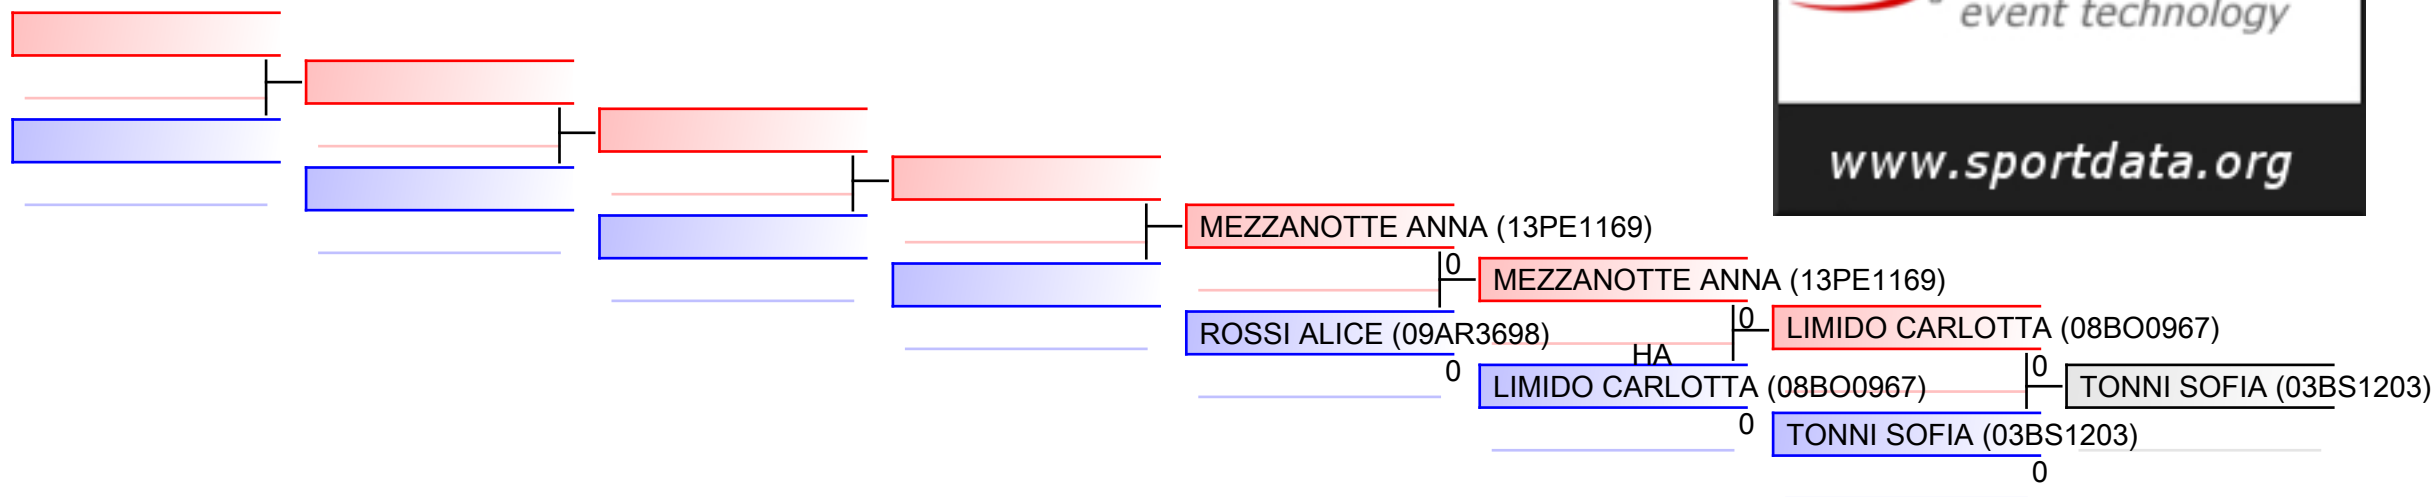 event technology
www.sportdata.org
MEZZANOTTE ANNA (13PE1169)
0
MEZZANOTTE ANNA (13PE1169)
0
LIMIDO CARLOTTA (08BO0967)
ROSSI ALICE (09AR3698)
HA
0
0
TONNI SOFIA (03BS1203)
LIMIDO CARLOTTA (08BO0967)
0
TONNI SOFIA (03BS1203)
0